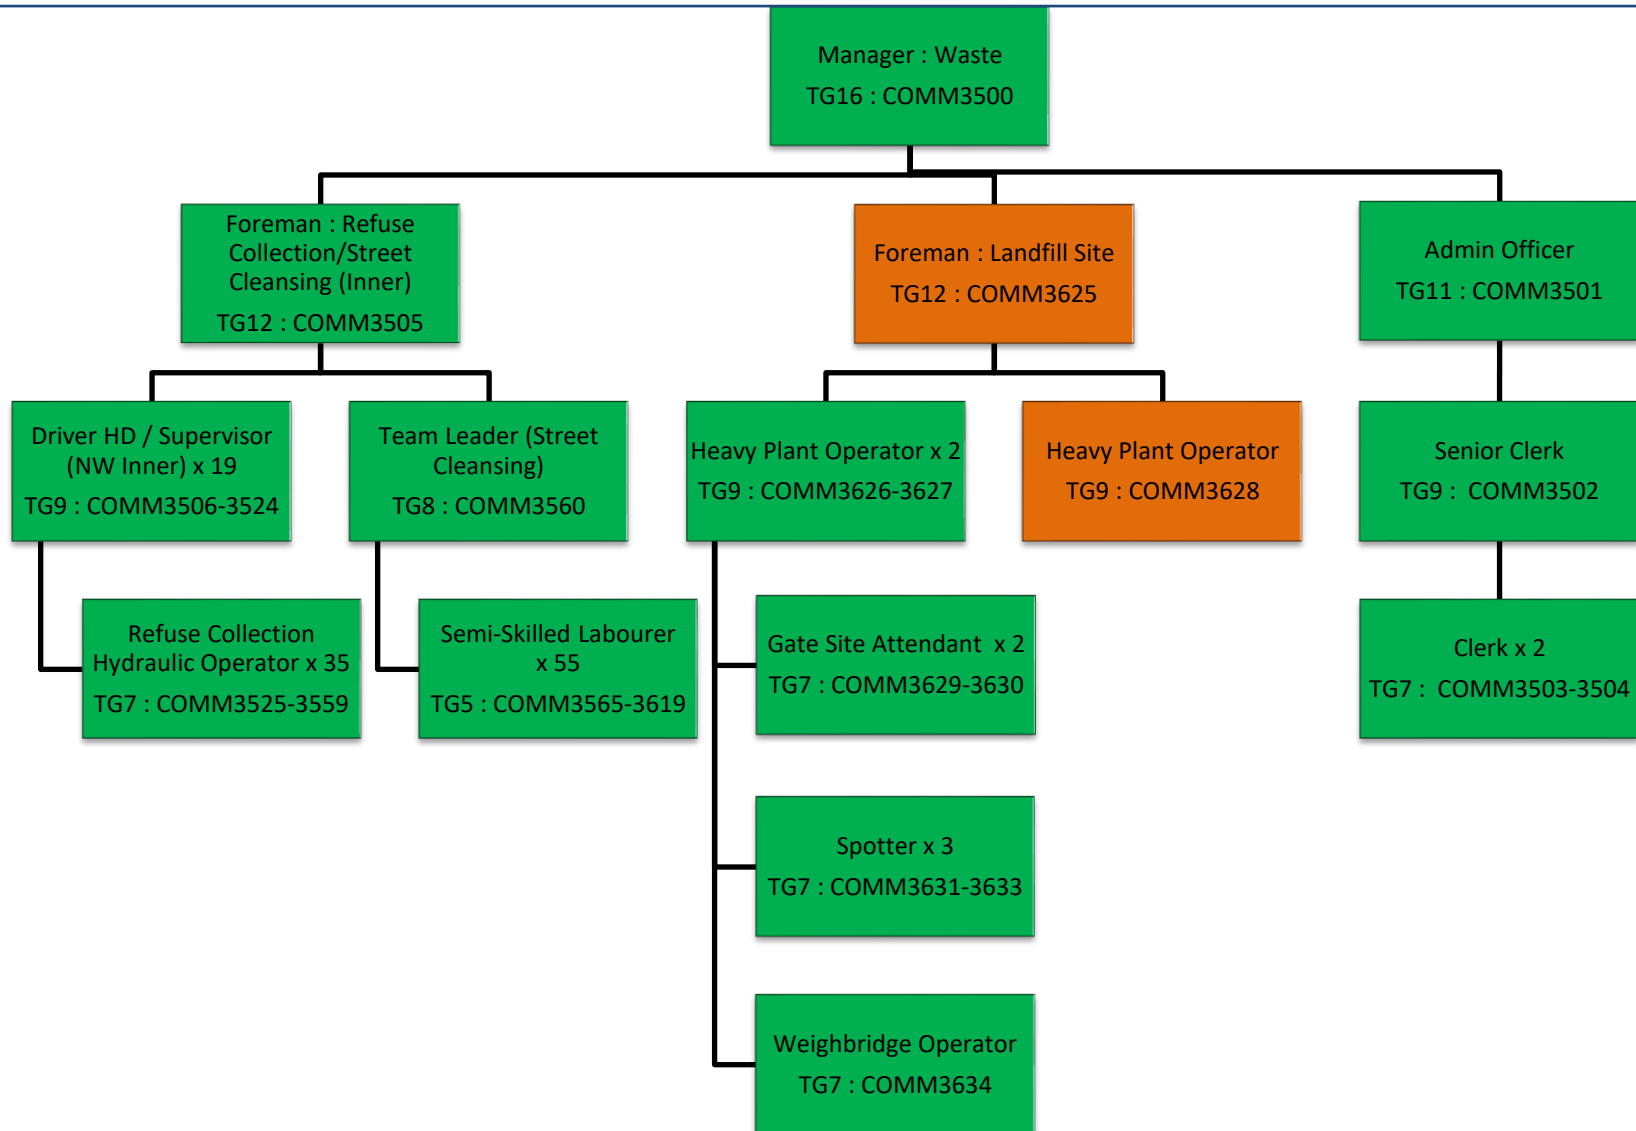 Manager : Waste
TG16 : COMM3500
Foreman : Refuse
Collection/Street
Cleansing (Inner)
TG12 : COMM3505
Foreman : Landfill Site
TG12 : COMM3625
Admin Officer
TG11 : COMM3501
Driver HD / Supervisor
(NW Inner) x 19
TG9 : COMM3506-3524
Team Leader (Street
Cleansing)
TG8 : COMM3560
Heavy Plant Operator x 2
TG9 : COMM3626-3627
Heavy Plant Operator
TG9 : COMM3628
Senior Clerk
TG9 :  COMM3502
Refuse Collection
Hydraulic Operator x 35
TG7 : COMM3525-3559
Semi-Skilled Labourer
x 55
TG5 : COMM3565-3619
Gate Site Attendant  x 2
TG7 : COMM3629-3630
Clerk x 2
TG7 :  COMM3503-3504
Spotter x 3
TG7 : COMM3631-3633
Weighbridge Operator
TG7 : COMM3634